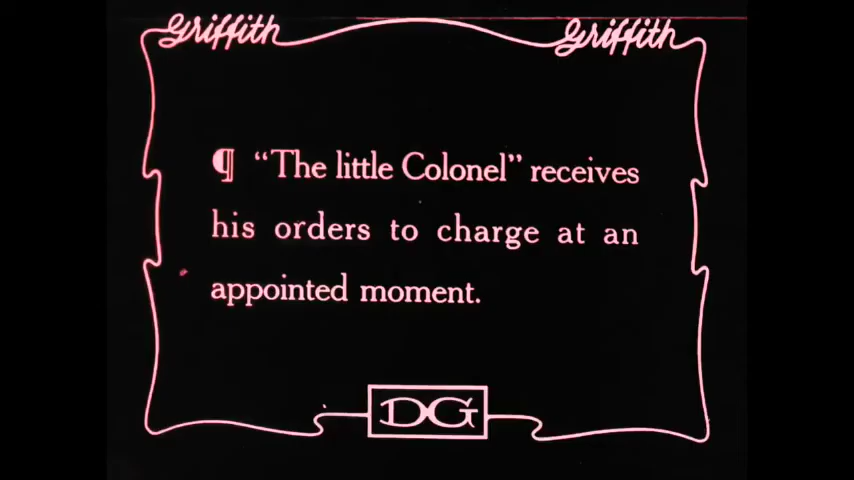 Griffith Griffith
¶ “The little Colonel” receives
his orders to charge at an
appointed moment.
DG